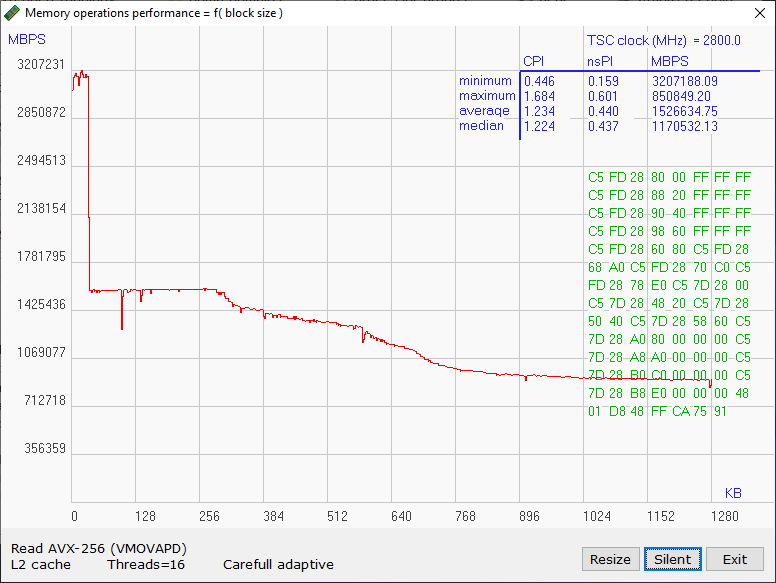 Memory operations performance = f( block size )
MBPS
TSC clock (MHz) = 2800.0
CPI nsPI MBPS
minimum 0.446 0.159 3207188.09
maximum 1.684 0.601 850849.20
average 1.234 0.440 1526634.75
median 1.224 0.437 1170532.13
3207231
2850872
2494513
2138154
1781795
1425436
1069077
712718
356359
C5 FD 28 80 00 FF FF FF
C5 FD 28 88 20 FF FF FF
C5 FD 28 90 40 FF FF FF
C5 FD 28 98 60 FF FF FF
C5 FD 28 60 80 C5 FD 28
68 A0 C5 FD 28 70 C0 C5
FD 28 78 E0 C5 7D 28 00
C5 7D 28 48 20 C5 7D 28
50 40 C5 7D 28 58 60 C5
7D 28 A0 80 00 00 00 C5
7D 28 A8 A0 00 00 00 C5
7D 28 B0 C0 00 00 00 C5
7D 28 B8 E0 00 00 00 48
01 D8 48 FF CA 75 91
KB
0 128 256 384 512 640 768 896 1024 1152 1280
Read AVX-256 (VMOVAPD)
L2 cache Threads=16 Carefull adaptive
Resize Silent Exit